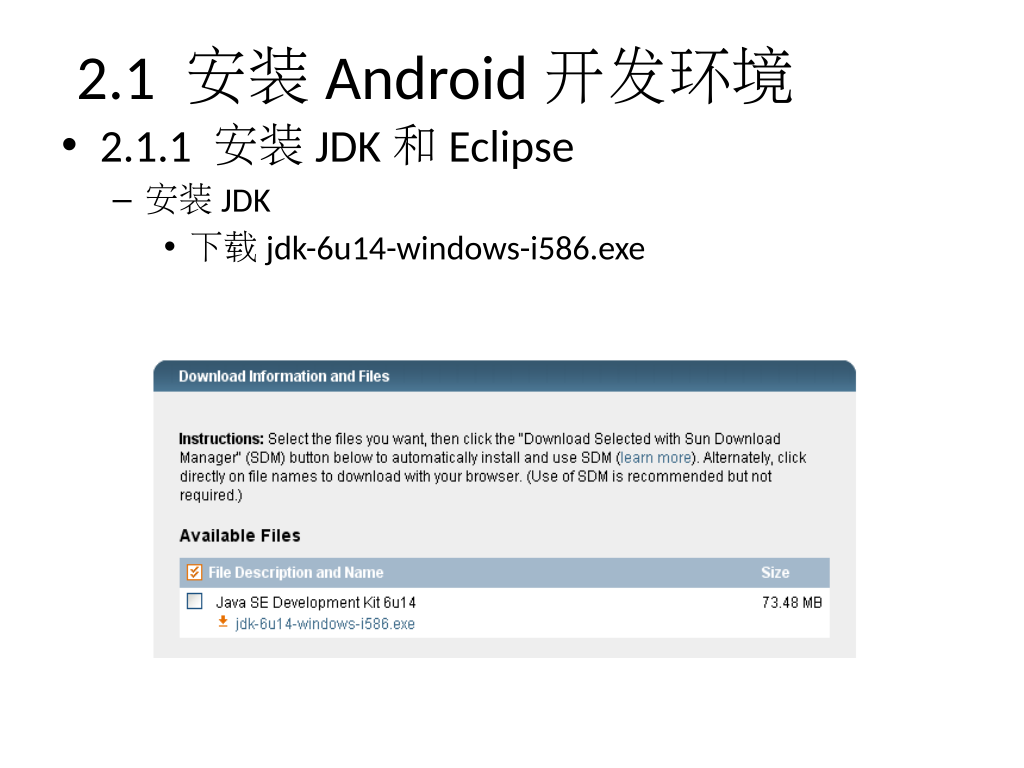 2.1 安装 Android 开发环境
• 2.1.1 安装 JDK 和 Eclipse
– 安装 JDK
• 下载 jdk-6u14-windows-i586.exe
Download Information and Files
Instructions: Select the files you want, then click the "Download Selected with Sun Download
Manager" (SDM) button below to automatically install and use SDM (learn more). Alternately, click
directly on file names to download with your browser. (Use of SDM is recommended but not
required.)
Available Files
File Description and Name Size
Java SE Development Kit 6u14 73.48 MB
jdk-6u14-windows-i586.exe